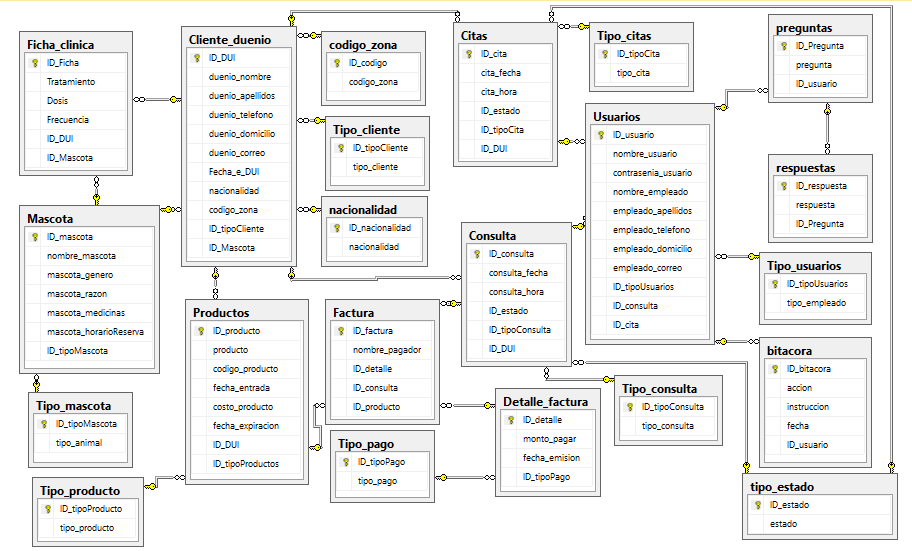 Ficha_clinica
ID_Ficha
Tratamiento
Dosis
Frecuencia
ID_DUI
ID_Mascota
Cliente_duenio
ID_DUI
duenio_nombre
duenio_apellidos
duenio_telefono
duenio_domicilio
duenio_correo
Fecha_e_DUI
nacionalidad
codigo_zona
ID_tipoCliente
ID_Mascota
codigo_zona
ID_codigo
codigo_zona
Tipo_cliente
ID_tipoCliente
tipo_cliente
nacionalidad
ID_nacionalidad
nacionalidad
Citas
ID_cita
cita_fecha
cita_hora
ID_estado
ID_tipoCita
ID_DUI
Tipo_citas
ID_tipoCita
tipo_cita
Usuarios
ID_usuario
nombre_usuario
contrasenia_usuario
nombre_empleado
empleado_apellidos
empleado_telefono
empleado_domicilio
empleado_correo
ID_tipoUsuarios
ID_consulta
ID_cita
preguntas
ID_Pregunta
pregunta
ID_usuario
respuestas
ID_respuesta
respuesta
ID_Pregunta
Tipo_usuarios
ID_tipoUsuarios
tipo_empleado
Mascota
ID_mascota
nombre_mascota
mascota_genero
mascota_razon
mascota_medicinas
mascota_horarioReserva
ID_tipoMascota
Consulta
ID_consulta
consulta_fecha
consulta_hora
ID_estado
ID_tipoConsulta
ID_DUI
Productos
ID_producto
producto
codigo_producto
fecha_entrada
costo_producto
fecha_expiracion
ID_DUI
ID_tipoProductos
Factura
ID_factura
nombre_pagador
ID_detalle
ID_consulta
ID_producto
bitacora
ID_bitacora
accion
instruccion
fecha
ID_usuario
Tipo_mascota
ID_tipoMascota
tipo_animal
Tipo_pago
ID_tipoPago
tipo_pago
Detalle_factura
ID_detalle
monto_pagar
fecha_emision
ID_tipoPago
Tipo_consulta
ID_tipoConsulta
tipo_consulta
Tipo_producto
ID_tipoProducto
tipo_producto
tipo_estado
ID_estado
estado